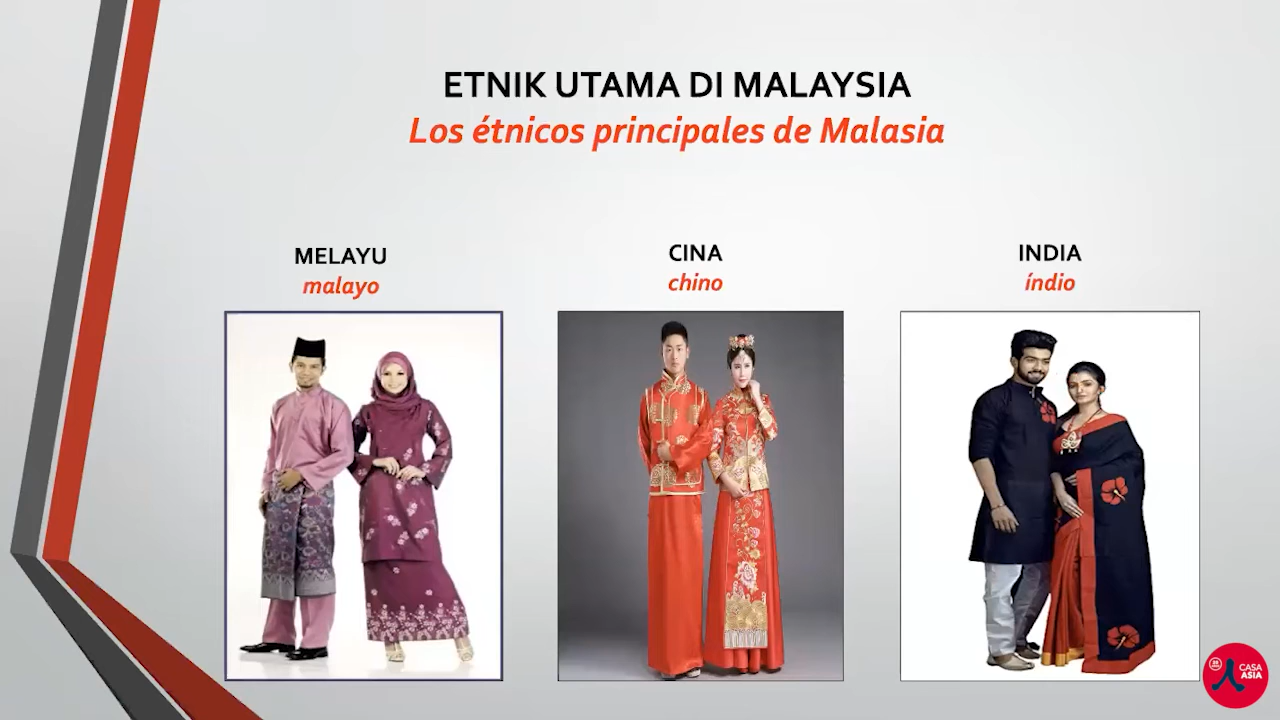 ETNIK UTAMA DI MALAYSIA
Los étnicos principales de Malasia
MELAYU
malayo
CINA
chino
INDIA
índio
CASA
ASIA